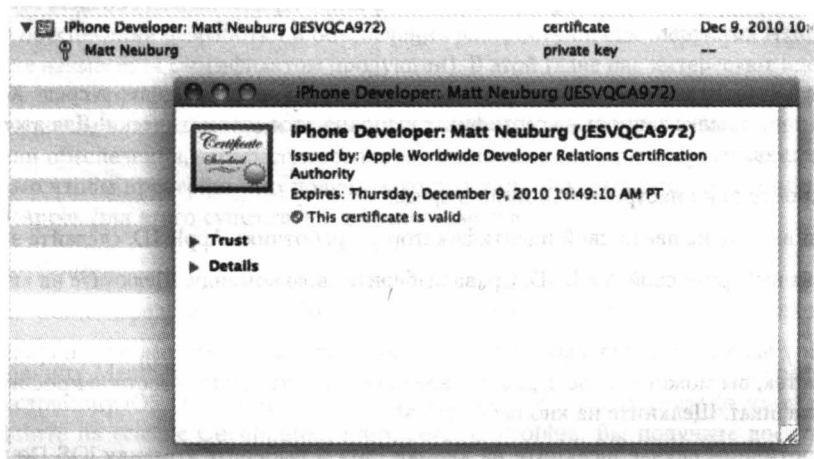 iPhone Developer: Matt Neuburg (JESVQCA972) certificate Dec 9, 2010 10:
Matt Neuburg private key --
iPhone Developer: Matt Neuburg (JESVQCA972)
Certificate
Standard
iPhone Developer: Matt Neuburg (JESVQCA972)
Issued by: Apple Worldwide Developer Relations Certification
Authority
Expires: Thursday, December 9, 2010 10:49:10 AM PT
This certificate is valid
Trust
Details